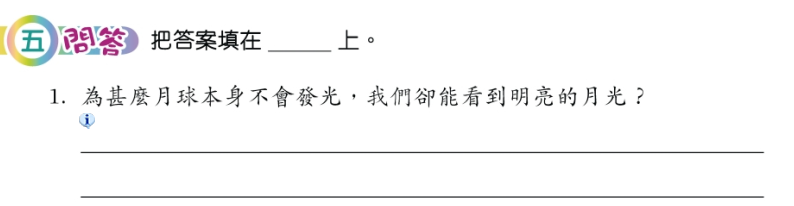 五 問答 把答案填在 ______ 上。
1. 為甚麼月球本身不會發光，我們卻能看到明亮的月光？
i